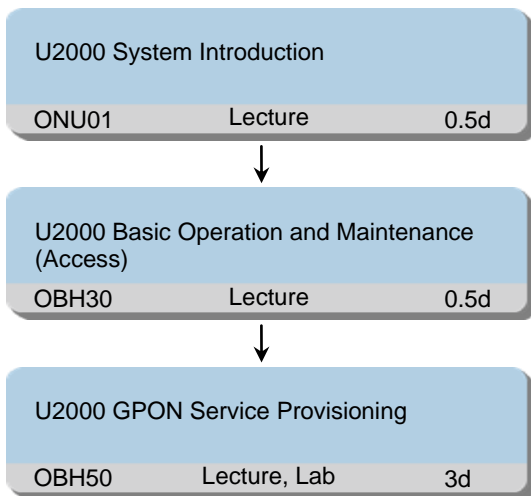 U2000 System Introduction
ONU01 Lecture 0.5d
U2000 Basic Operation and Maintenance
(Access)
OBH30 Lecture 0.5d
U2000 GPON Service Provisioning
OBH50 Lecture, Lab 3d